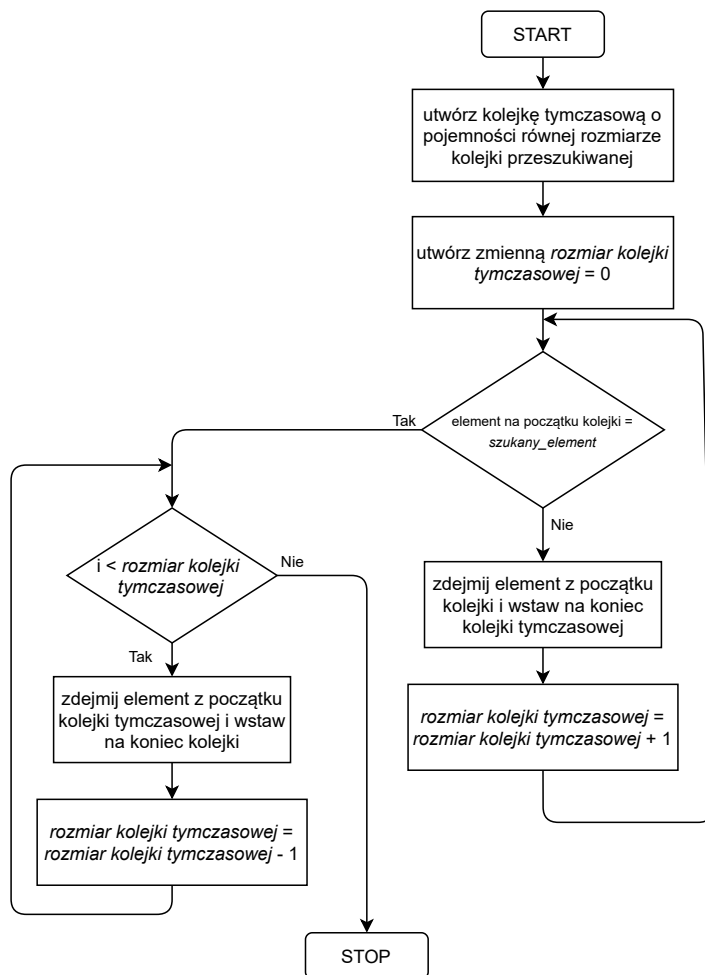 START
utwórz kolejkę tymczasową o
pojemności równej rozmiarze
kolejki przeszukiwanej
utwórz zmienną rozmiar kolejki
tymczasowej = 0
element na początku kolejki =
szukany_element
Tak
Nie
zdejmij element z początku
kolejki i wstaw na koniec
kolejki tymczasowej
rozmiar kolejki tymczasowej =
rozmiar kolejki tymczasowej + 1
i < rozmiar kolejki
tymczasowej
Nie
Tak
zdejmij element z początku
kolejki tymczasowej i wstaw
na koniec kolejki
rozmiar kolejki tymczasowej =
rozmiar kolejki tymczasowej - 1
STOP